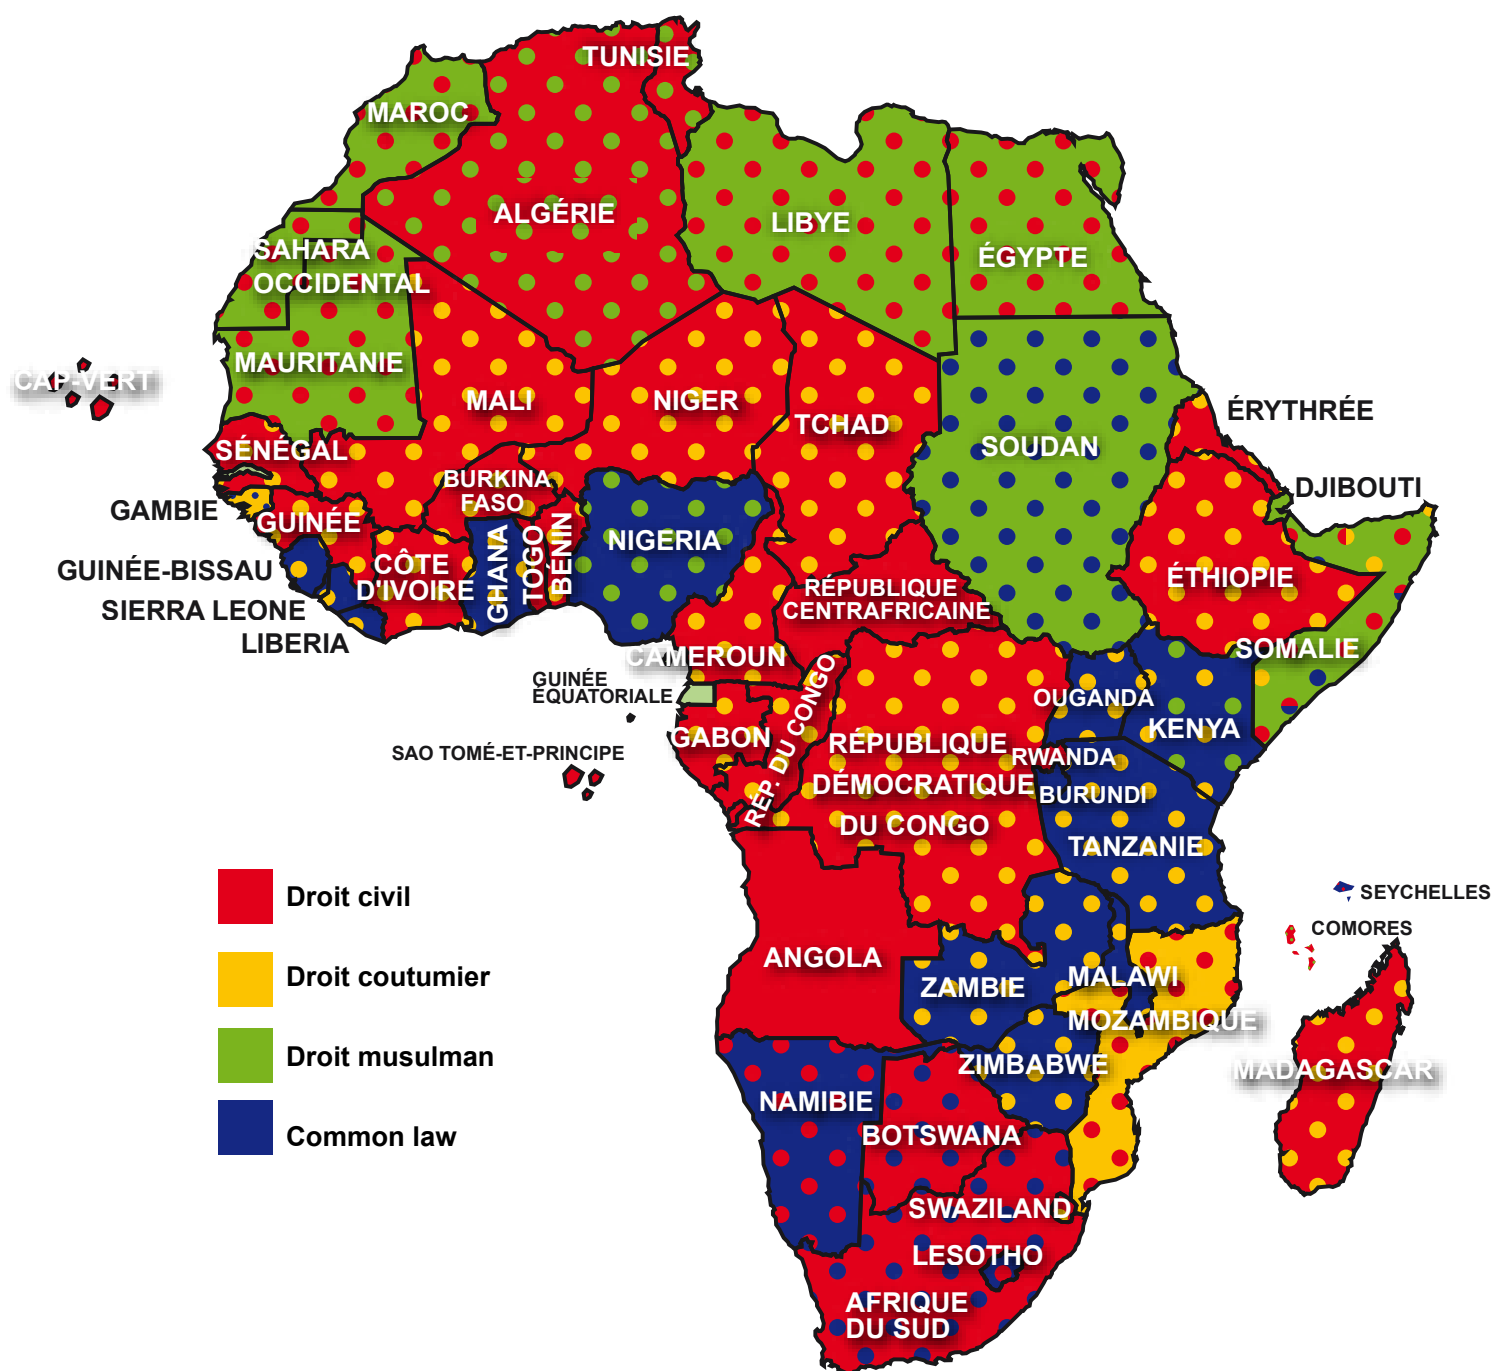 TUNISIE
MAROC
ALGÉRIE
LIBYE
ÉGYPTE
SAHARA
OCCIDENTAL
MAURITANIE
CAP-VERT
MALI
NIGER
TCHAD
SOUDAN
ÉRYTHRÉE
SÉNÉGAL
BURKINA
FASO
DJIBOUTI
GAMBIE
GUINÉE
NIGERIA
GHANA
TOGO
BÉNIN
GUINÉE-BISSAU
CÔTE
D'IVOIRE
ÉTHIOPIE
RÉPUBLIQUE
CENTRAFRICAINE
SIERRA LEONE
LIBERIA
CAMEROUN
SOMALIE
GUINÉE
ÉQUATORIALE
OUGANDA
KENYA
GABON
RÉP. DU CONGO
RÉPUBLIQUE
DÉMOCRATIQUE
DU CONGO
SAO TOMÉ-ET-PRINCIPE
RWANDA
BURUNDI
TANZANIE
SEYCHELLES
COMORES
ANGOLA
ZAMBIE
MALAWI
MOZAMBIQUE
ZIMBABWE
MADAGASCAR
NAMIBIE
BOTSWANA
SWAZILAND
LESOTHO
AFRIQUE
DU SUD
Droit civil
Droit coutumier
Droit musulman
Common law